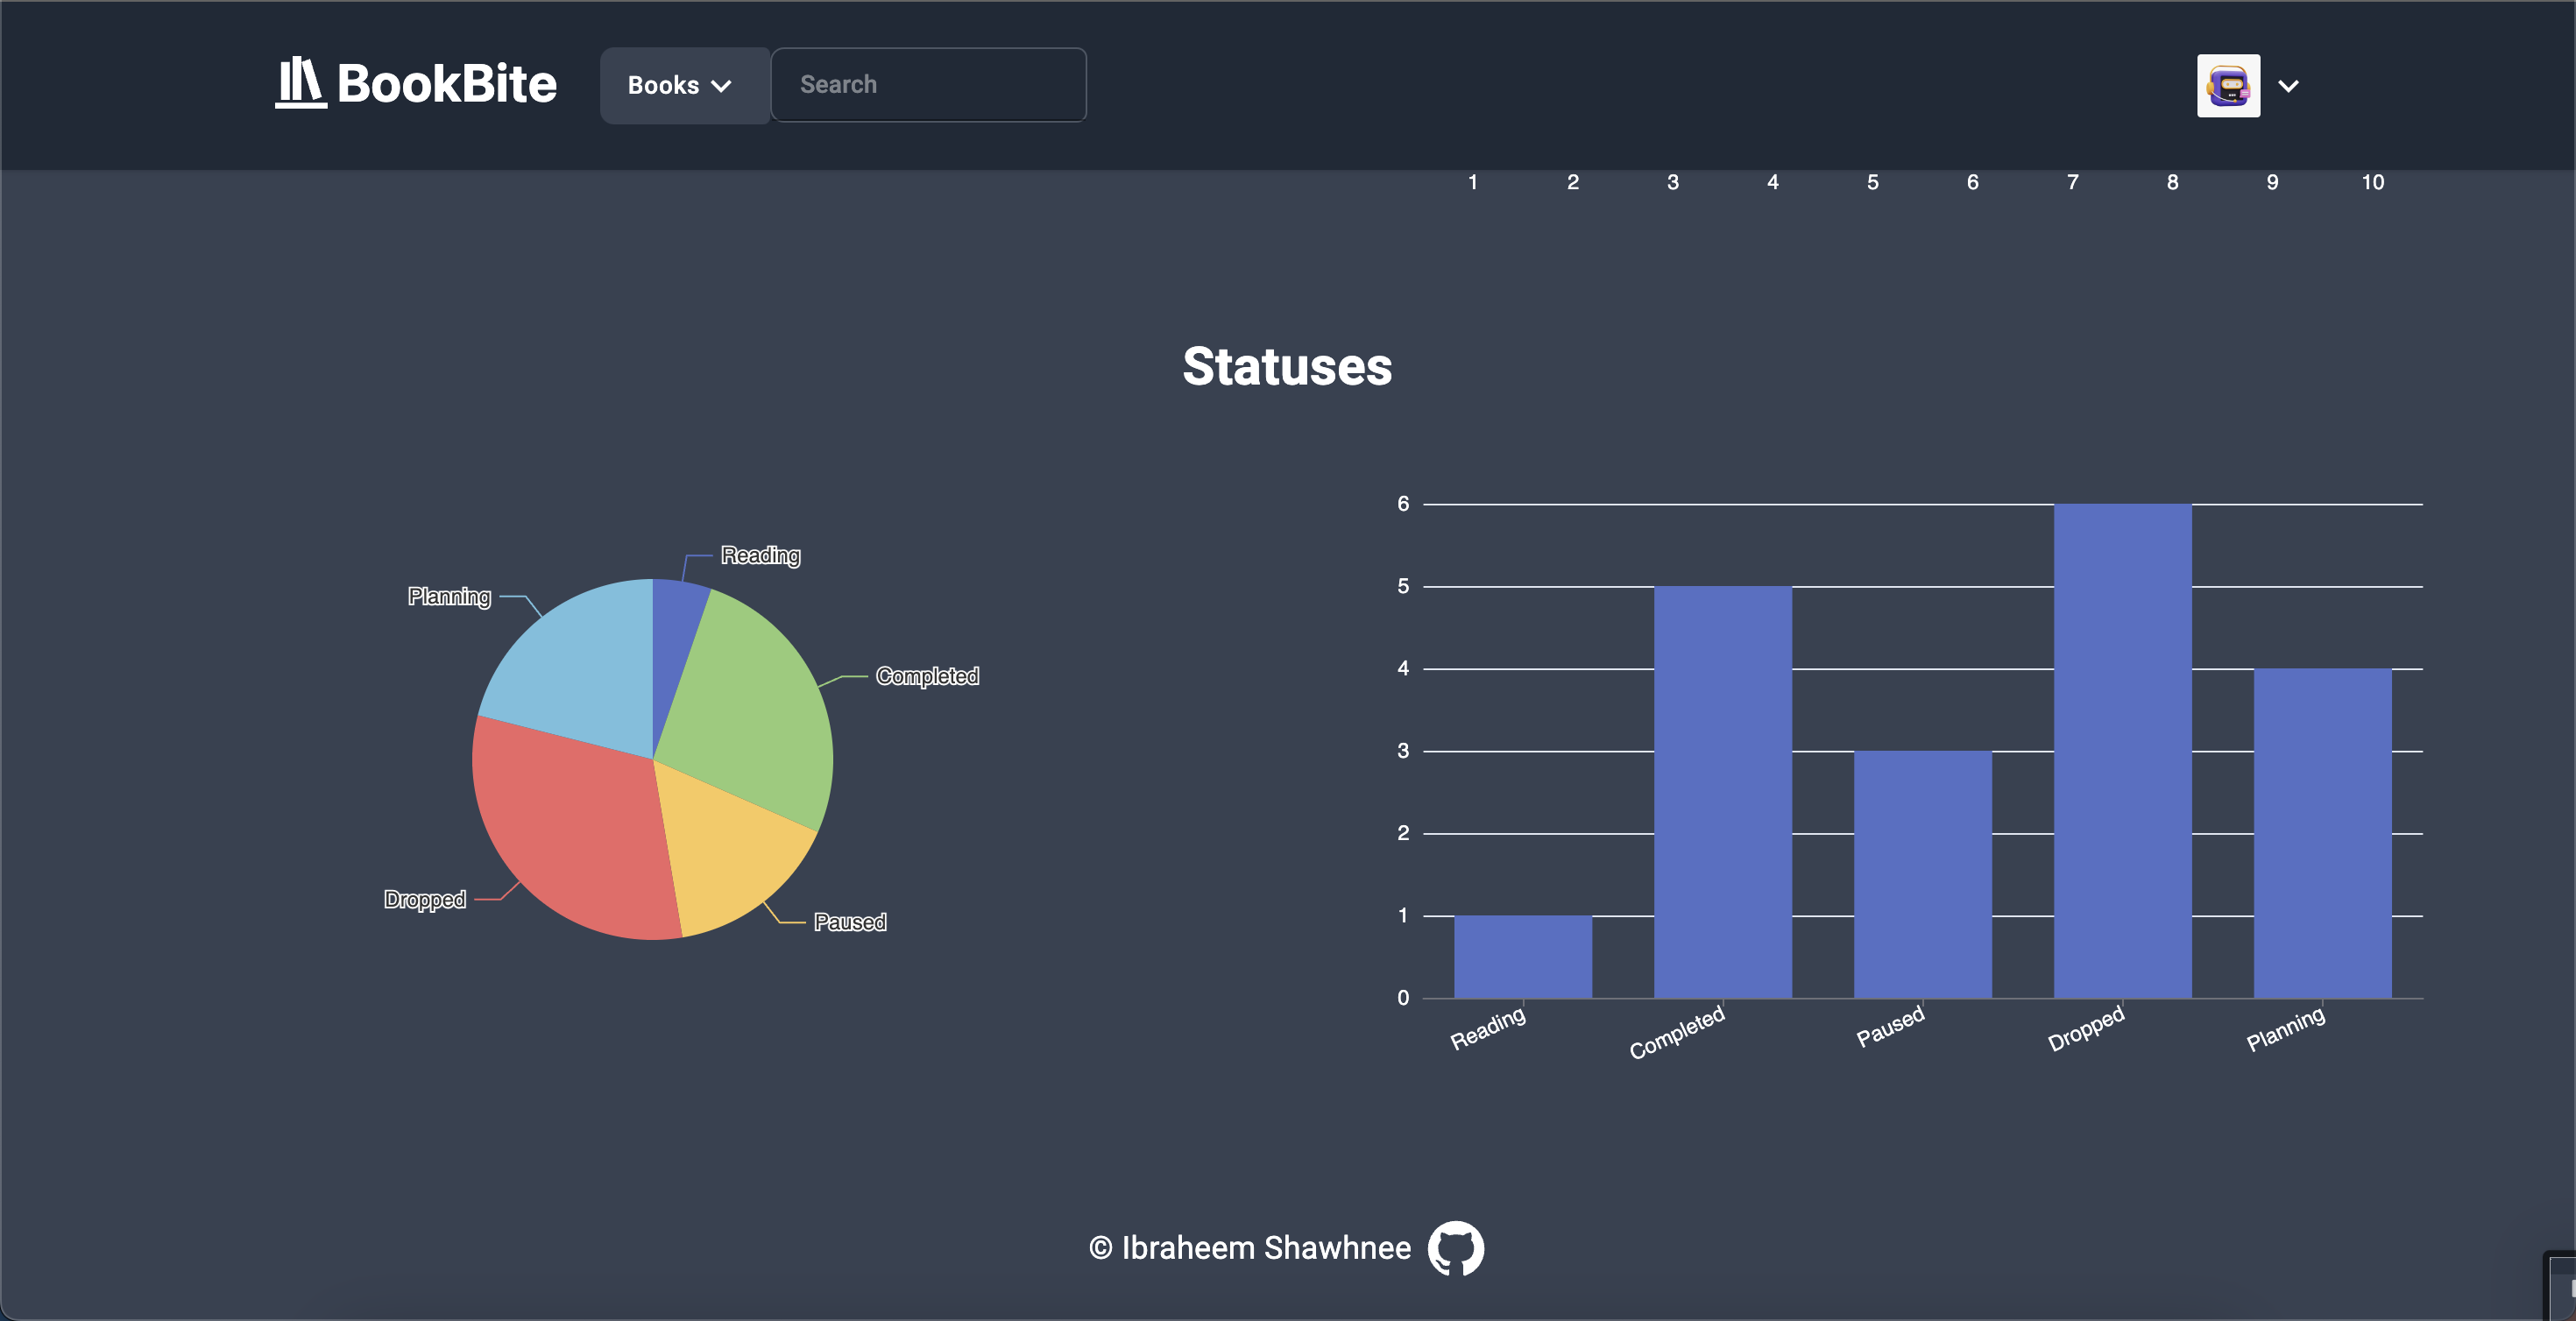 BookBite
Books
Search
1 2 3 4 5 6 7 8 9 10
Statuses
Reading
Planning
Completed
Dropped
Paused
6
5
4
3
2
1
0
Reading Completed Paused Dropped Planning
© Ibraheem Shawhnee